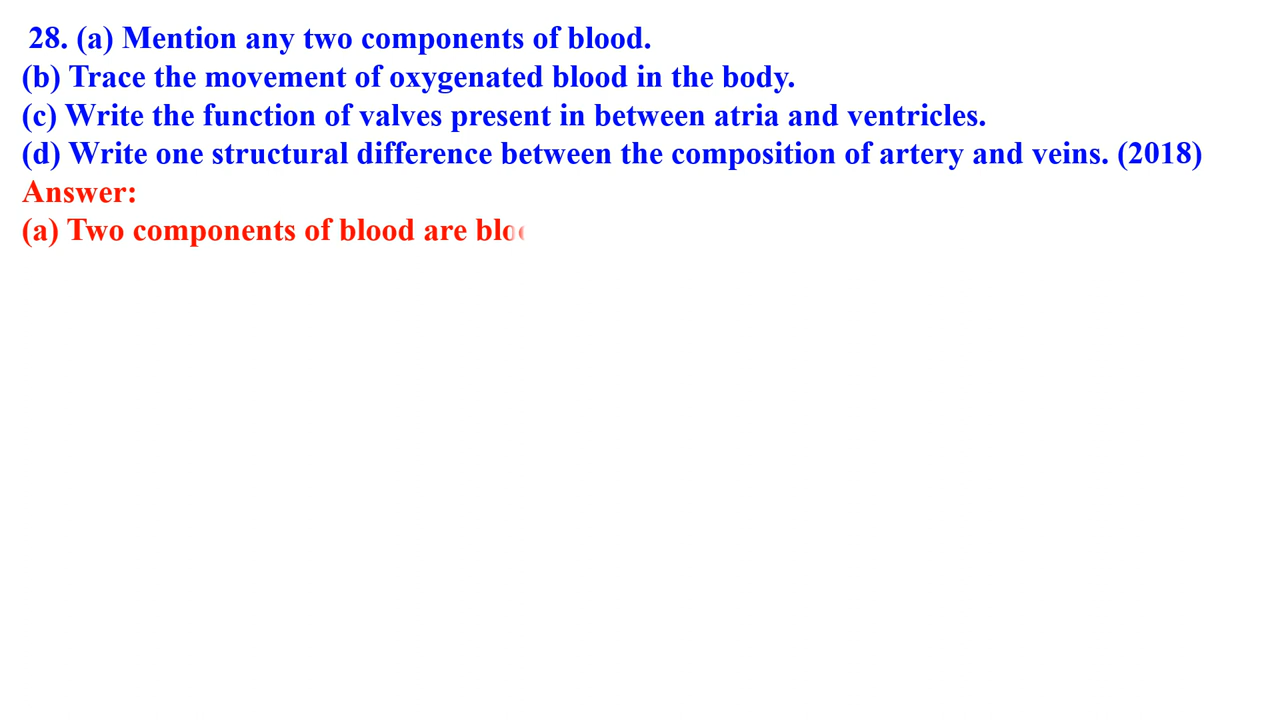 28. (a) Mention any two components of blood.
(b) Trace the movement of oxygenated blood in the body.
(c) Write the function of valves present in between atria and ventricles.
(d) Write one structural difference between the composition of artery and veins. (2018)
Answer:
(a) Two components of blood are